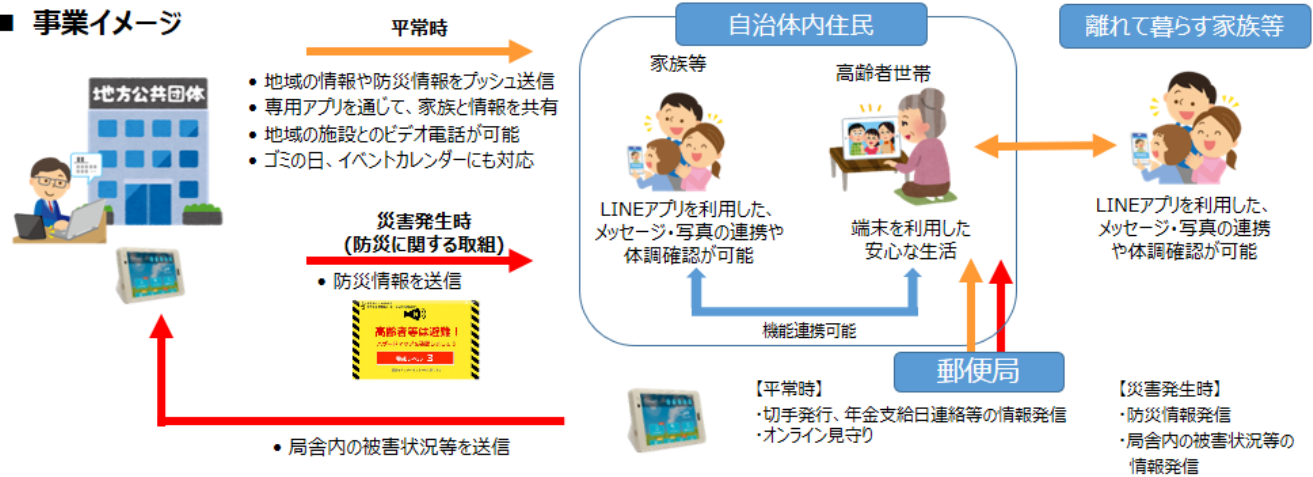 ■ 事業イメージ
地方公共団体
平常時
• 地域の情報や防災情報をプッシュ送信
• 専用アプリを通じて、家族と情報を共有
• 地域の施設とのビデオ電話が可能
• ゴミの日、イベントカレンダーにも対応
災害発生時
(防災に関する取組)
• 防災情報を送信
高齢者等は避難！
• 局舎内の被害状況等を送信
自治体内住民
家族等
高齢者世帯
LINEアプリを利用した、
メッセージ・写真の連携や
体調確認が可能
端末を利用した
安心な生活
機能連携可能
離れて暮らす家族等
LINEアプリを利用した、
メッセージ・写真の連携
や体調確認が可能
郵便局
【平常時】
・切手発行、年金支給日連絡等の情報発信
・オンライン見守り
【災害発生時】
・防災情報発信
・局舎内の被害状況等の
情報発信